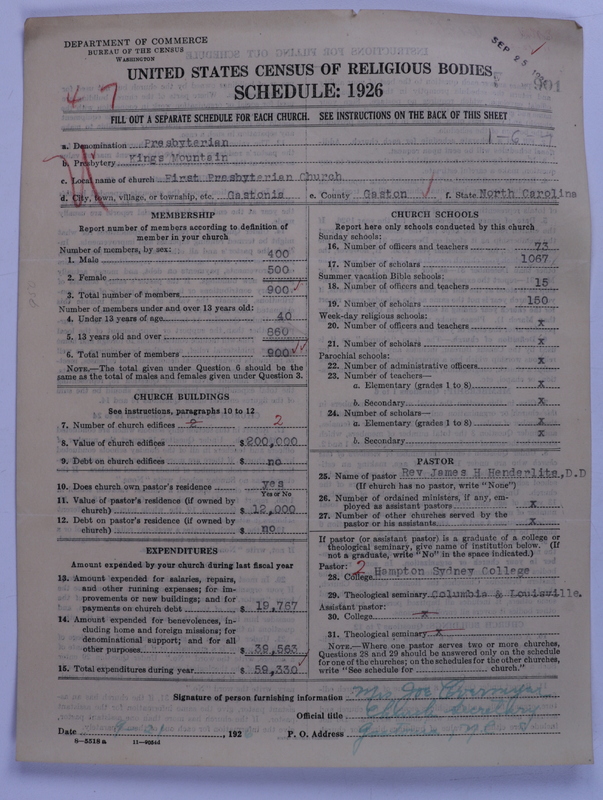 DEPARTMENT OF COMMERCE
BUREAU OF THE CENSUS
WASHINGTON
SEP 25
901
UNITED STATES CENSUS OF RELIGIOUS BODIES
SCHEDULE: 1926
4 7
FILL OUT A SEPARATE SCHEDULE FOR EACH CHURCH. SEE INSTRUCTIONS ON THE BACK OF THIS SHEET
1-6-
a. Denomination Presbyterian
b. Presbytery Kings Mountain
c. Local name of church First Presbyterian Church
d. City, town, village, or township, etc. Gastonia e. County Gaston f. State North Carolina
MEMBERSHIP
Report number of members according to definition of
member in your church
Number of members, by sex:
1. Male 400
2. Female 500
3. Total number of members 900
Number of members under and over 13 years old:
4. Under 13 years of age 40
5. 13 years old and over 860
6. Total number of members 900
NOTE.—The total given under Question 6 should be the
same as the total of males and females given under Question 3.
CHURCH BUILDINGS
See instructions, paragraphs 10 to 12
7. Number of church edifices 2 2
8. Value of church edifices $200,000
9. Debt on church edifices $ no
10. Does church own pastor's residence yes
Yes or No
11. Value of pastor's residence (if owned by
church) $ 12,000
12. Debt on pastor's residence (if owned by
church) $ no
EXPENDITURES
Amount expended by your church during last fiscal year
13. Amount expended for salaries, repairs,
and other running expenses; for im-
provements or new buildings; and for
payments on church debt $ 19,767
14. Amount expended for benevolences, in-
cluding home and foreign missions; for
denominational support; and for all
other purposes $ 39,563
15. Total expenditures during year $ 59,330
CHURCH SCHOOLS
Report here only schools conducted by this church
Sunday schools:
16. Number of officers and teachers 73
17. Number of scholars 1067
Summer vacation Bible schools:
18. Number of officers and teachers 15
19. Number of scholars 150
Week-day religious schools:
20. Number of officers and teachers x
21. Number of scholars x
Parochial schools:
22. Number of administrative officers x
23. Number of teachers—
a. Elementary (grades 1 to 8) x
b. Secondary x
24. Number of scholars—
a. Elementary (grades 1 to 8) x
b. Secondary x
PASTOR
25. Name of pastor Rev James H Henderlite, D.D
(If church has no pastor, write "None")
26. Number of ordained ministers, if any, em-
ployed as assistant pastors x
27. Number of other churches served by the
pastor or his assistants x
If pastor (or assistant pastor) is a graduate of a college or
theological seminary, give name of institution below. (If
not a graduate, write "No" in the space indicated.)
Pastor: 2
28. College Hampton Sydney College
29. Theological seminary Columbia & Louisville.
Assistant pastor:
30. College x
31. Theological seminary x
NOTE.—Where one pastor serves two or more churches,
Questions 28 and 29 should be answered only on the schedule
for one of the churches; on the schedules for the other churches,
write "See schedule for church."
Signature of person furnishing information Mrs Joe
Official title Church Secretary
Date , 192 P. O. Address Gastonia, N.C.
8—5518 a